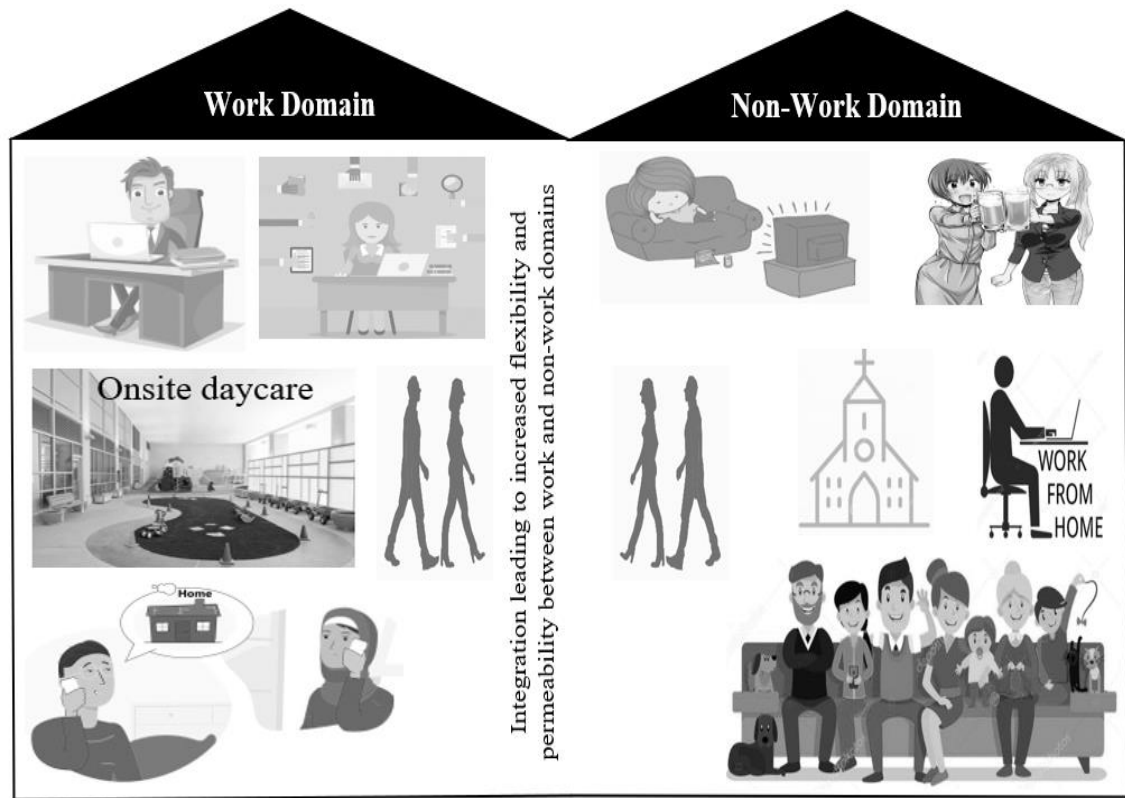 Work Domain
Non-Work Domain
Onsite daycare
Home
Integration leading to increased flexibility and
permeability between work and non-work domains
WORK
FROM
HOME